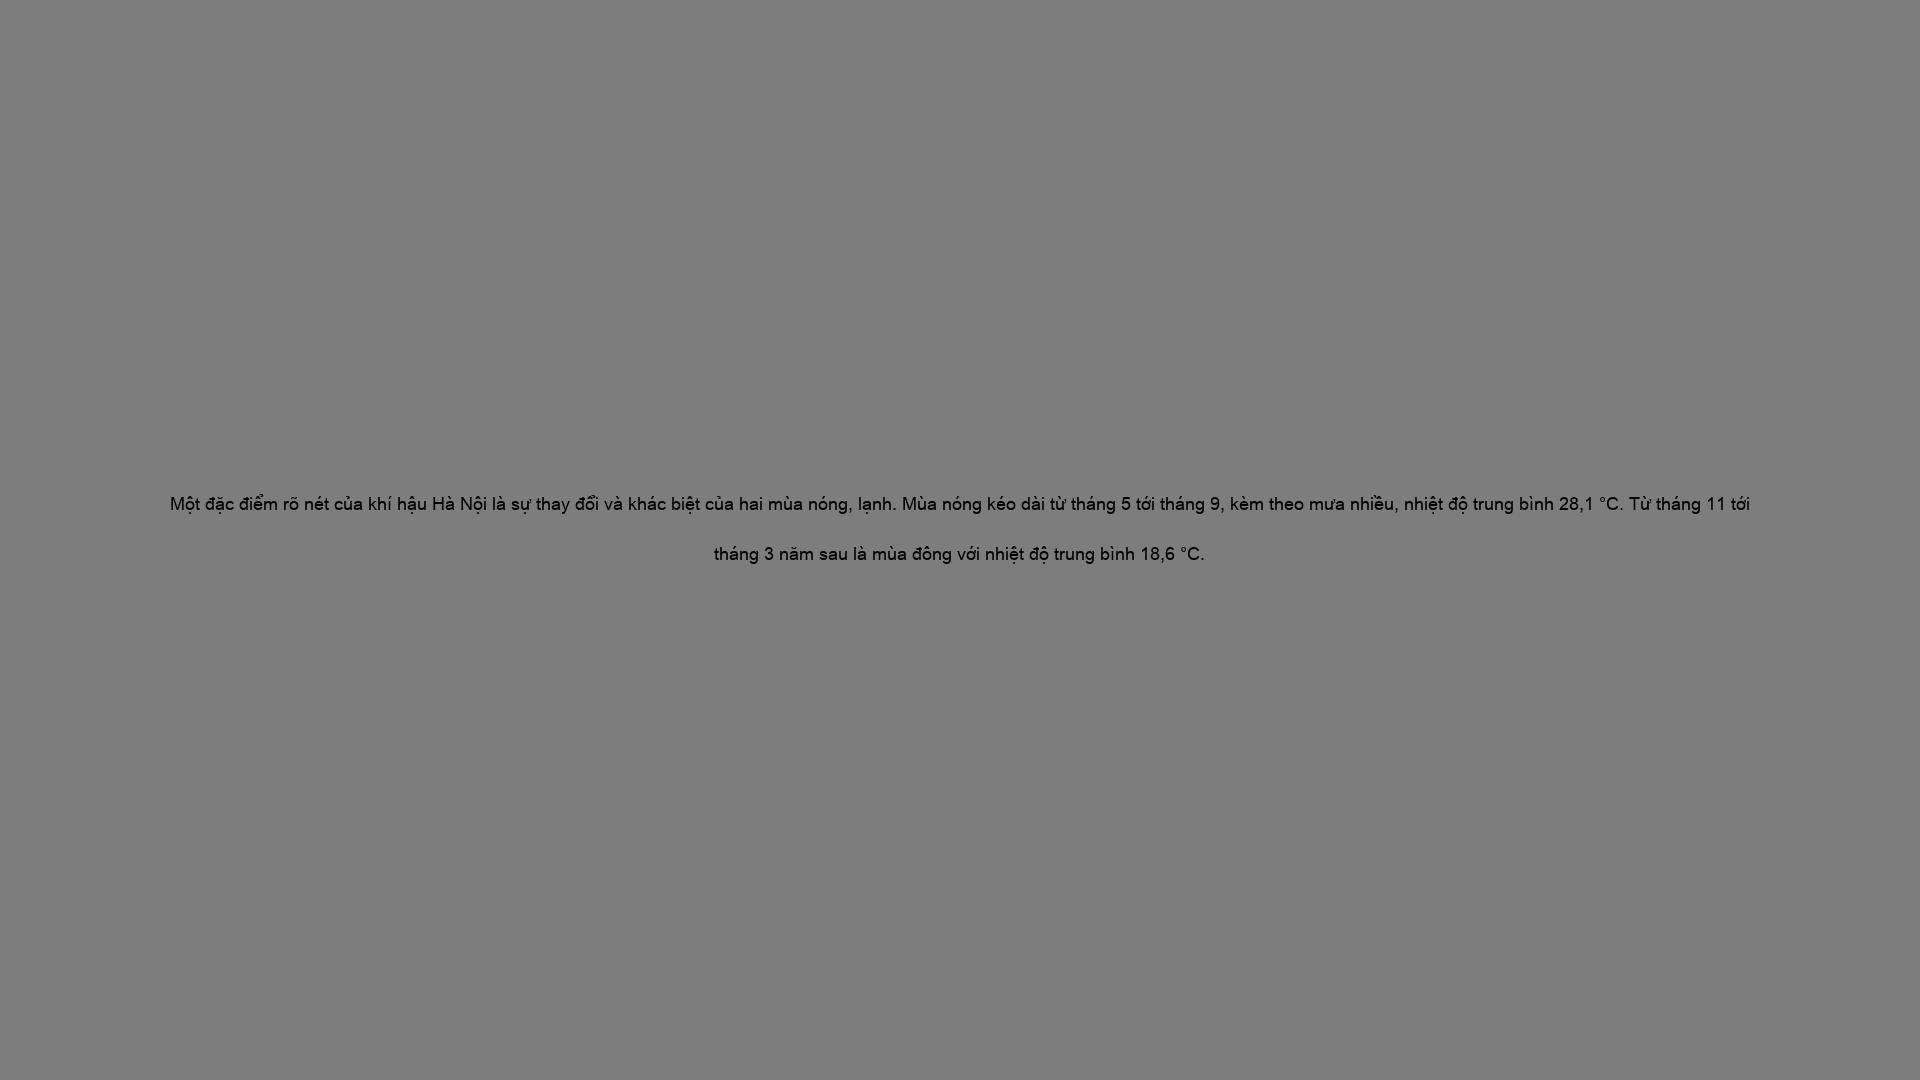 Một đặc điểm rõ nét của khí hậu Hà Nội là sự thay đổi và khác biệt của hai mùa nóng, lạnh. Mùa nóng kéo dài từ tháng 5 tới tháng 9, kèm theo mưa nhiều, nhiệt độ trung bình 28,1 °C. Từ tháng 11 tới
tháng 3 năm sau là mùa đông với nhiệt độ trung bình 18,6 °C.